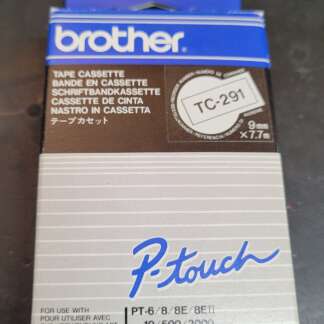 brother
TAPE CASSETTE
BANDE EN CASSETTE
SCHRIFTBANDKASSETTE
CASSETTE DE CINTA
NASTRO IN CASSETTA
テープカセット
TC-291
9mm
×7.7m
P-touch
FOR USE WITH
POUR UTILISER AVEC
PT-6/8/8E/8EII